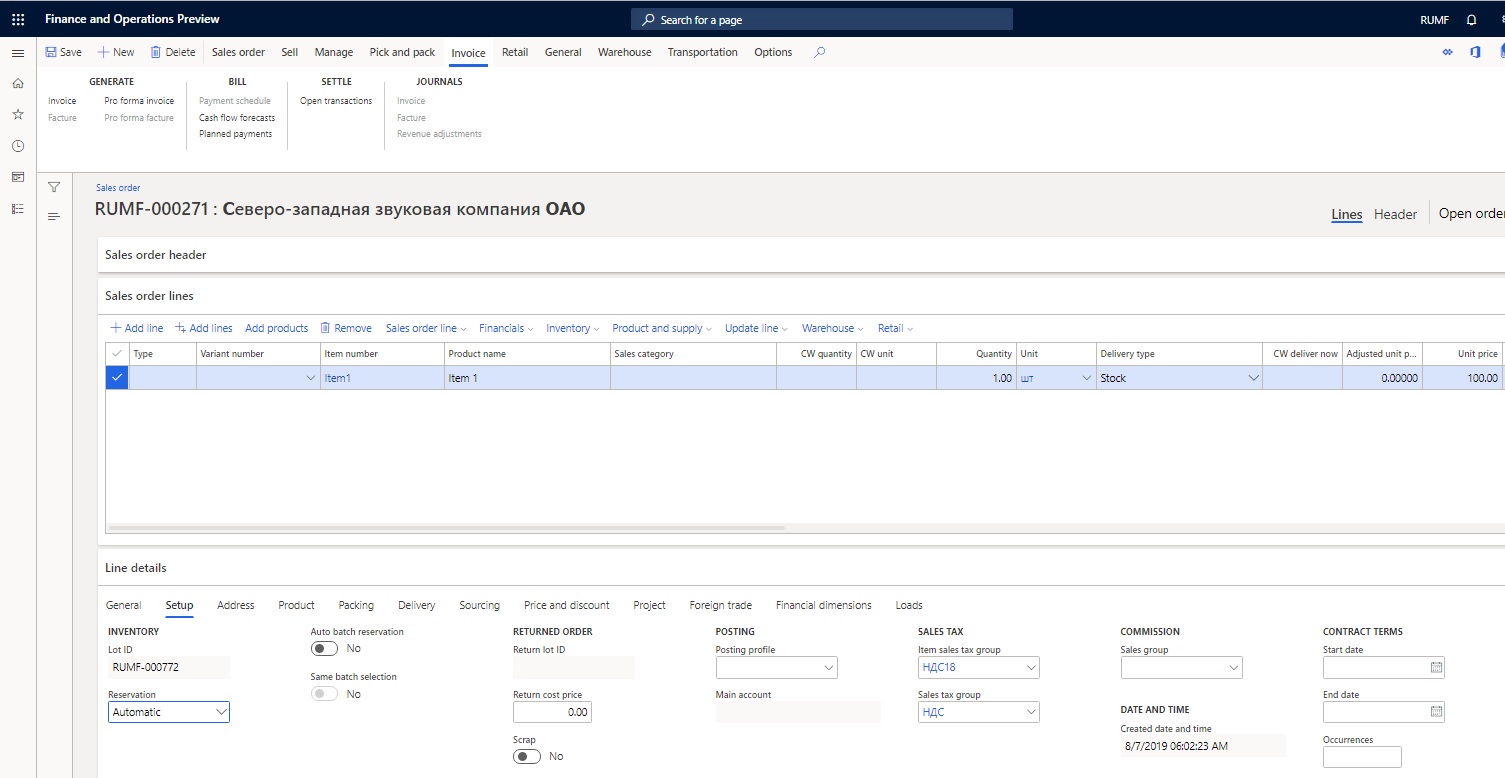 Finance and Operations Preview
Search for a page
RUMF
Save New Delete Sales order Sell Manage Pick and pack Invoice Retail General Warehouse Transportation Options
GENERATE BILL SETTLE JOURNALS
Invoice Pro forma invoice Payment schedule Open transactions Invoice
Facture Pro forma facture Cash flow forecasts Facture
Planned payments Revenue adjustments
Sales order
RUMF-000271 : Северо-западная звуковая компания ОАО
Lines Header Open order
Sales order header
Sales order lines
Add line Add lines Add products Remove Sales order line Financials Inventory Product and supply Update line Warehouse Retail
Type Variant number Item number Product name Sales category CW quantity CW unit Quantity Unit Delivery type CW deliver now Adjusted unit p... Unit price
Item1 Item 1 1.00 шт Stock 0.00000 100.00
Line details
General Setup Address Product Packing Delivery Sourcing Price and discount Project Foreign trade Financial dimensions Loads
INVENTORY Auto batch reservation RETURNED ORDER POSTING SALES TAX COMMISSION CONTRACT TERMS
Lot ID No Return lot ID Posting profile Item sales tax group Sales group Start date
RUMF-000772 НДС18
Same batch selection
Reservation No Return cost price Main account Sales tax group End date
Automatic 0.00 НДС DATE AND TIME
Created date and time
Scrap Occurrences
No 8/7/2019 06:02:23 AM